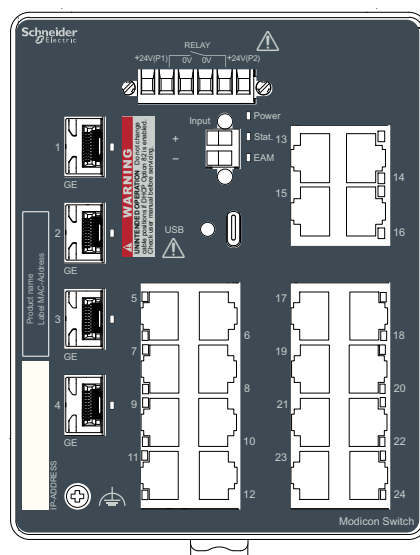 Schneider
Electric
RELAY
+24V(P1) 0V 0V +24V(P2)
Input
Power
Stat.
EAM
+
−
WARNING
UNINTENDED OPERATION Do not change
cable positions if DHCP Option 82 is enabled.
Check user manual before servicing.
USB
1
GE
2
GE
3
GE
4
GE
Product name
Label MAC-Address
IP-ADDRESS
13
14
15
16
5
6
7
8
9
10
11
12
17
18
19
20
21
22
23
24
Modicon Switch